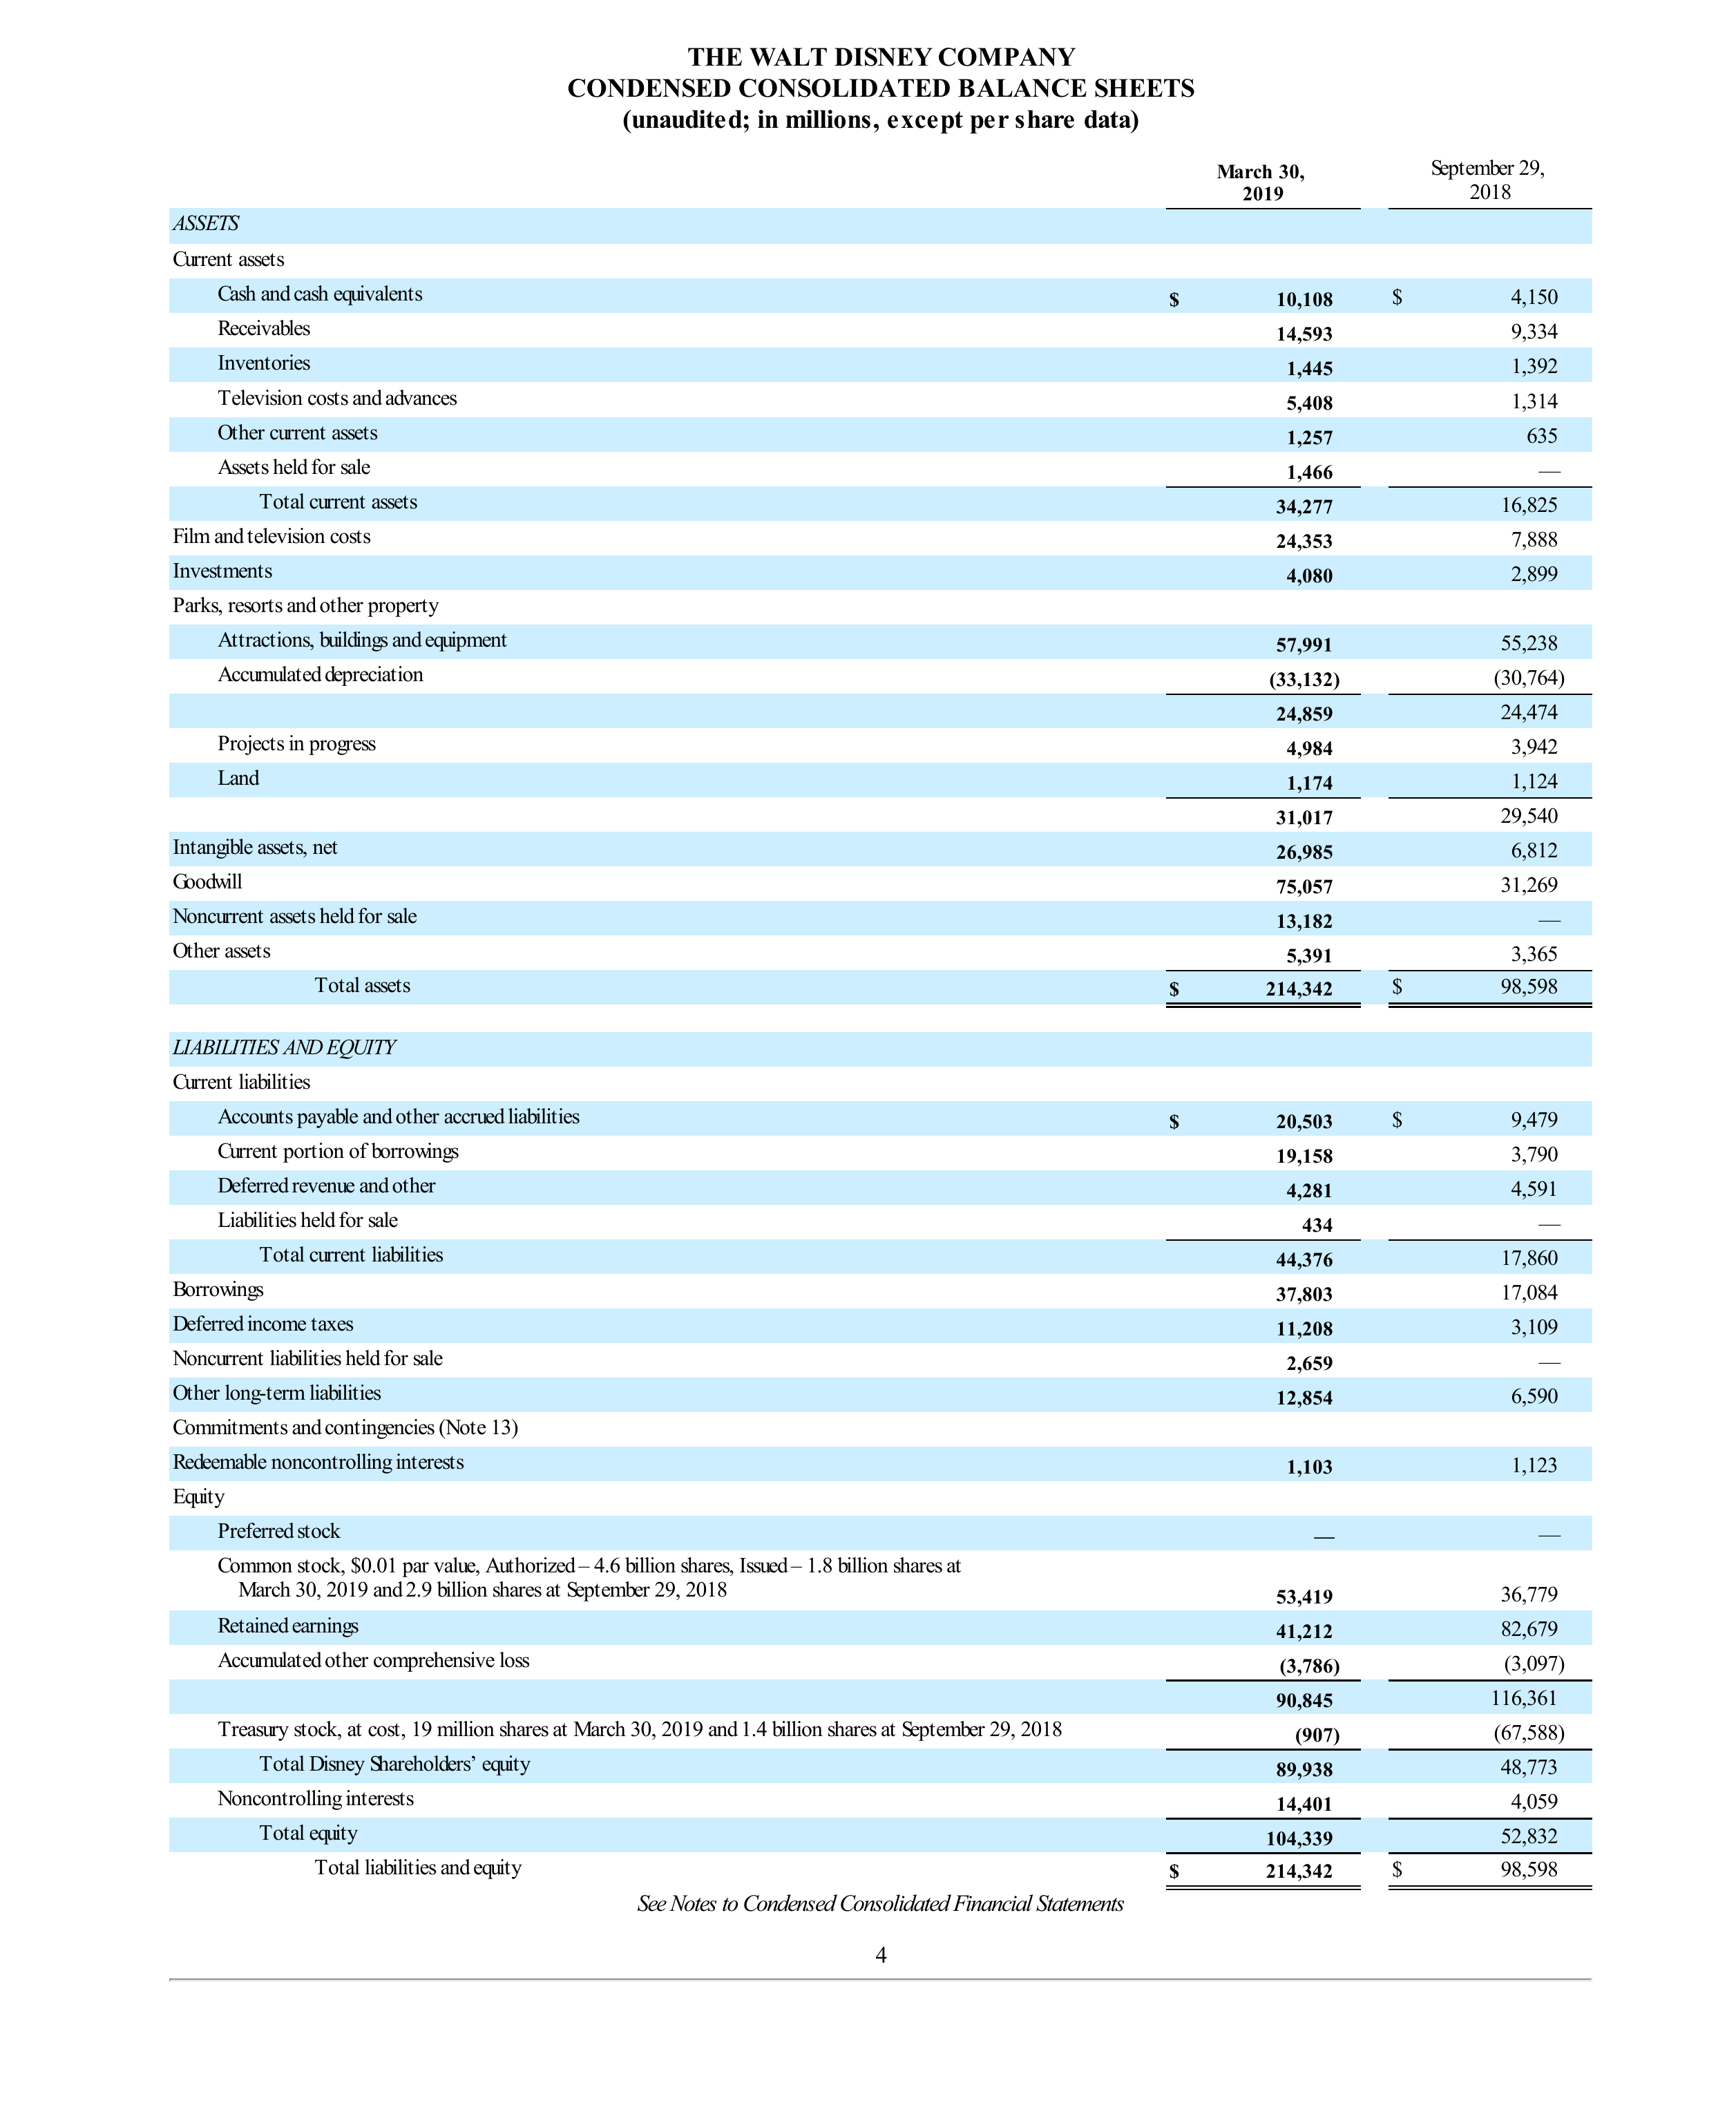 THE WALT DISNEY COMPANY
CONDENSED CONSOLIDATED BALANCE SHEETS
(unaudited; in millions, except per share data)
March 30, 2019 September 29, 2018
ASSETS
Current assets
Cash and cash equivalents $ 10,108 $ 4,150
Receivables 14,593 9,334
Inventories 1,445 1,392
Television costs and advances 5,408 1,314
Other current assets 1,257 635
Assets held for sale 1,466 —
Total current assets 34,277 16,825
Film and television costs 24,353 7,888
Investments 4,080 2,899
Parks, resorts and other property
Attractions, buildings and equipment 57,991 55,238
Accumulated depreciation (33,132) (30,764)
24,859 24,474
Projects in progress 4,984 3,942
Land 1,174 1,124
31,017 29,540
Intangible assets, net 26,985 6,812
Goodwill 75,057 31,269
Noncurrent assets held for sale 13,182 —
Other assets 5,391 3,365
Total assets $ 214,342 $ 98,598
LIABILITIES AND EQUITY
Current liabilities
Accounts payable and other accrued liabilities $ 20,503 $ 9,479
Current portion of borrowings 19,158 3,790
Deferred revenue and other 4,281 4,591
Liabilities held for sale 434 —
Total current liabilities 44,376 17,860
Borrowings 37,803 17,084
Deferred income taxes 11,208 3,109
Noncurrent liabilities held for sale 2,659 —
Other long-term liabilities 12,854 6,590
Commitments and contingencies (Note 13)
Redeemable noncontrolling interests 1,103 1,123
Equity
Preferred stock — —
Common stock, $0.01 par value, Authorized – 4.6 billion shares, Issued – 1.8 billion shares at
March 30, 2019 and 2.9 billion shares at September 29, 2018 53,419 36,779
Retained earnings 41,212 82,679
Accumulated other comprehensive loss (3,786) (3,097)
90,845 116,361
Treasury stock, at cost, 19 million shares at March 30, 2019 and 1.4 billion shares at September 29, 2018 (907) (67,588)
Total Disney Shareholders’ equity 89,938 48,773
Noncontrolling interests 14,401 4,059
Total equity 104,339 52,832
Total liabilities and equity $ 214,342 $ 98,598
See Notes to Condensed Consolidated Financial Statements
4